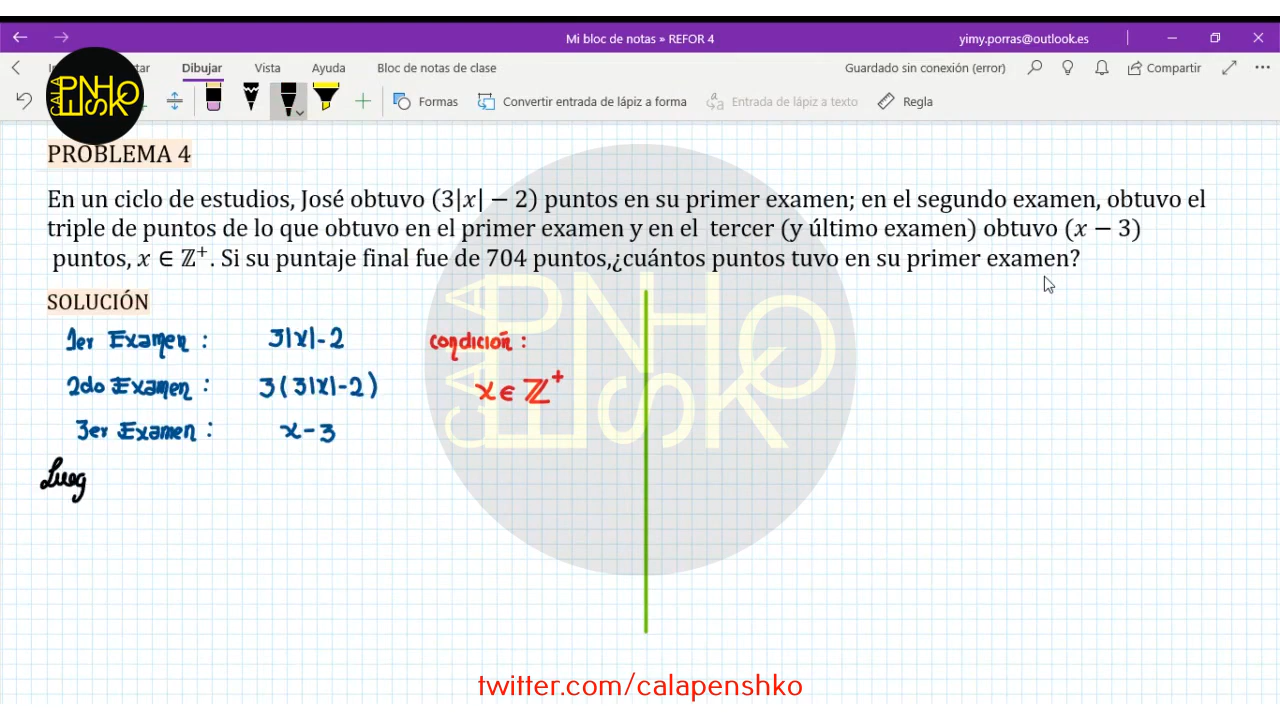 Mi bloc de notas » REFOR 4
yimy.porras@outlook.es
Dibujar Vista Ayuda Bloc de notas de clase
Guardado sin conexión (error) Compartir
Formas Convertir entrada de lápiz a forma Entrada de lápiz a texto Regla
CALA PNHO ESK
PROBLEMA 4
En un ciclo de estudios, José obtuvo (3|x| − 2) puntos en su primer examen; en el segundo examen, obtuvo el
triple de puntos de lo que obtuvo en el primer examen y en el tercer (y último examen) obtuvo (x − 3)
puntos, x ∈ ℤ⁺. Si su puntaje final fue de 704 puntos,¿cuántos puntos tuvo en su primer examen?
SOLUCIÓN
1er Examen : 3|x|-2
condición :
2do Examen : 3(3|x|-2)
x ∈ ℤ⁺
3er Examen : x-3
Lueg
twitter.com/calapenshko